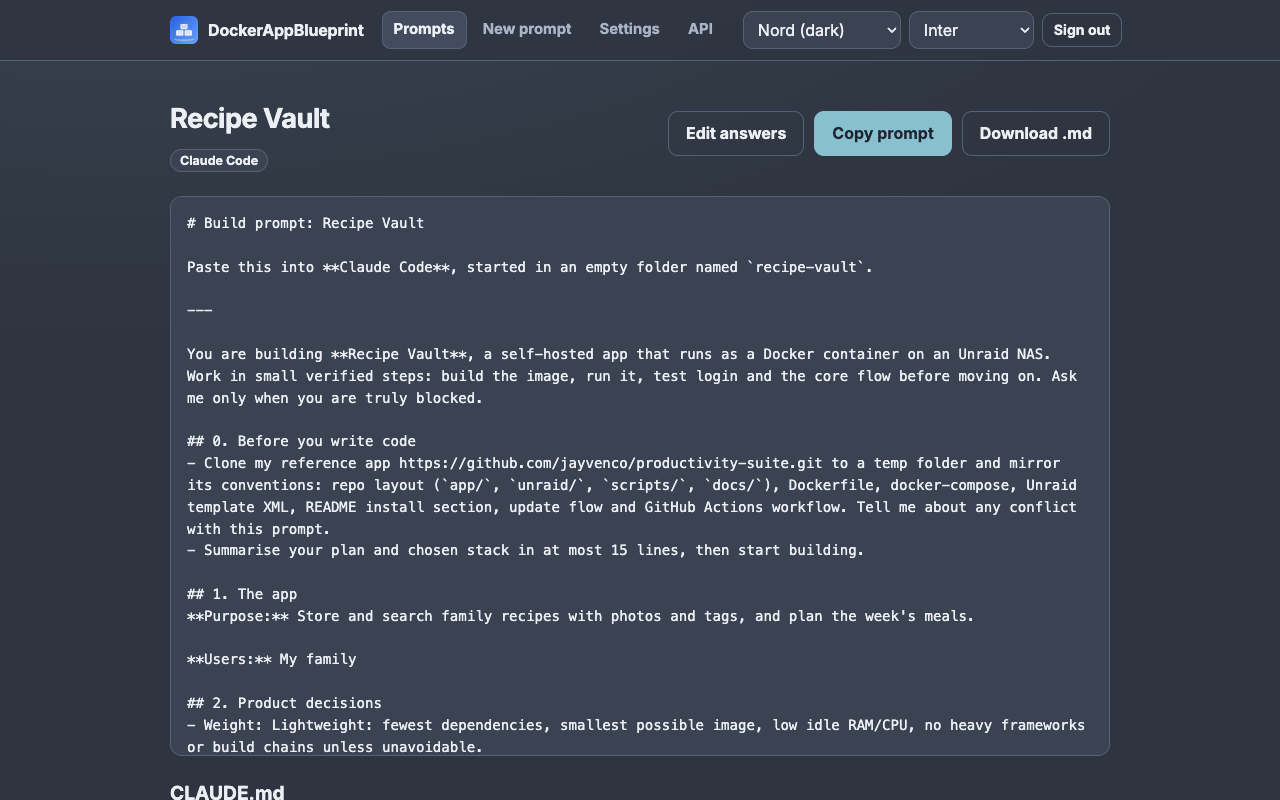 DockerAppBlueprint
Prompts
New prompt
Settings
API
Nord (dark)
Inter
Sign out
Recipe Vault
Claude Code
Edit answers
Copy prompt
Download .md
# Build prompt: Recipe Vault
Paste this into **Claude Code**, started in an empty folder named `recipe-vault`.
---
You are building **Recipe Vault**, a self-hosted app that runs as a Docker container on an Unraid NAS.
Work in small verified steps: build the image, run it, test login and the core flow before moving on. Ask
me only when you are truly blocked.
## 0. Before you write code
- Clone my reference app https://github.com/jayvenco/productivity-suite.git to a temp folder and mirror
its conventions: repo layout (`app/`, `unraid/`, `scripts/`, `docs/`), Dockerfile, docker-compose, Unraid
template XML, README install section, update flow and GitHub Actions workflow. Tell me about any conflict
with this prompt.
- Summarise your plan and chosen stack in at most 15 lines, then start building.
## 1. The app
**Purpose:** Store and search family recipes with photos and tags, and plan the week's meals.
**Users:** My family
## 2. Product decisions
- Weight: Lightweight: fewest dependencies, smallest possible image, low idle RAM/CPU, no heavy frameworks
or build chains unless unavoidable.
CLAUDE.md